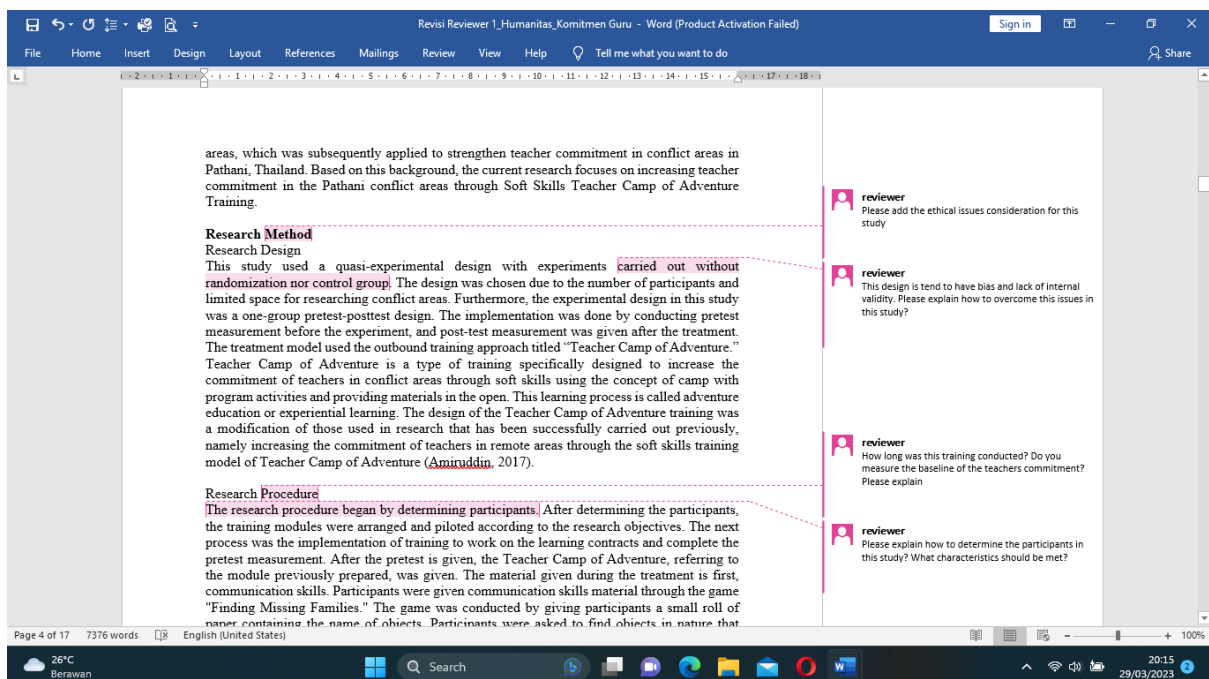 Revisi Reviewer 1_Humanitas_Komitmen Guru - Word (Product Activation Failed)
Sign in
File Home Insert Design Layout References Mailings Review View Help Tell me what you want to do
Share
2 1 1 2 3 4 5 6 7 8 9 10 11 12 13 14 15 17 18
areas, which was subsequently applied to strengthen teacher commitment in conflict areas in
Pathani, Thailand. Based on this background, the current research focuses on increasing teacher
commitment in the Pathani conflict areas through Soft Skills Teacher Camp of Adventure
Training.
Research Method
Research Design
This study used a quasi-experimental design with experiments carried out without
randomization nor control group. The design was chosen due to the number of participants and
limited space for researching conflict areas. Furthermore, the experimental design in this study
was a one-group pretest-posttest design. The implementation was done by conducting pretest
measurement before the experiment, and post-test measurement was given after the treatment.
The treatment model used the outbound training approach titled “Teacher Camp of Adventure.”
Teacher Camp of Adventure is a type of training specifically designed to increase the
commitment of teachers in conflict areas through soft skills using the concept of camp with
program activities and providing materials in the open. This learning process is called adventure
education or experiential learning. The design of the Teacher Camp of Adventure training was
a modification of those used in research that has been successfully carried out previously,
namely increasing the commitment of teachers in remote areas through the soft skills training
model of Teacher Camp of Adventure (Amiruddin, 2017).
Research Procedure
The research procedure began by determining participants. After determining the participants,
the training modules were arranged and piloted according to the research objectives. The next
process was the implementation of training to work on the learning contracts and complete the
pretest measurement. After the pretest is given, the Teacher Camp of Adventure, referring to
the module previously prepared, was given. The material given during the treatment is first,
communication skills. Participants were given communication skills material through the game
"Finding Missing Families." The game was conducted by giving participants a small roll of
paper containing the name of objects. Participants were asked to find objects in nature that
reviewer
Please add the ethical issues consideration for this
study
reviewer
This design is tend to have bias and lack of internal
validity. Please explain how to overcome this issues in
this study?
reviewer
How long was this training conducted? Do you
measure the baseline of the teachers commitment?
Please explain
reviewer
Please explain how to determine the participants in
this study? What characteristics should be met?
Page 4 of 17 7376 words English (United States)
100%
26°C
Berawan
Search
20:15
29/03/2023
2